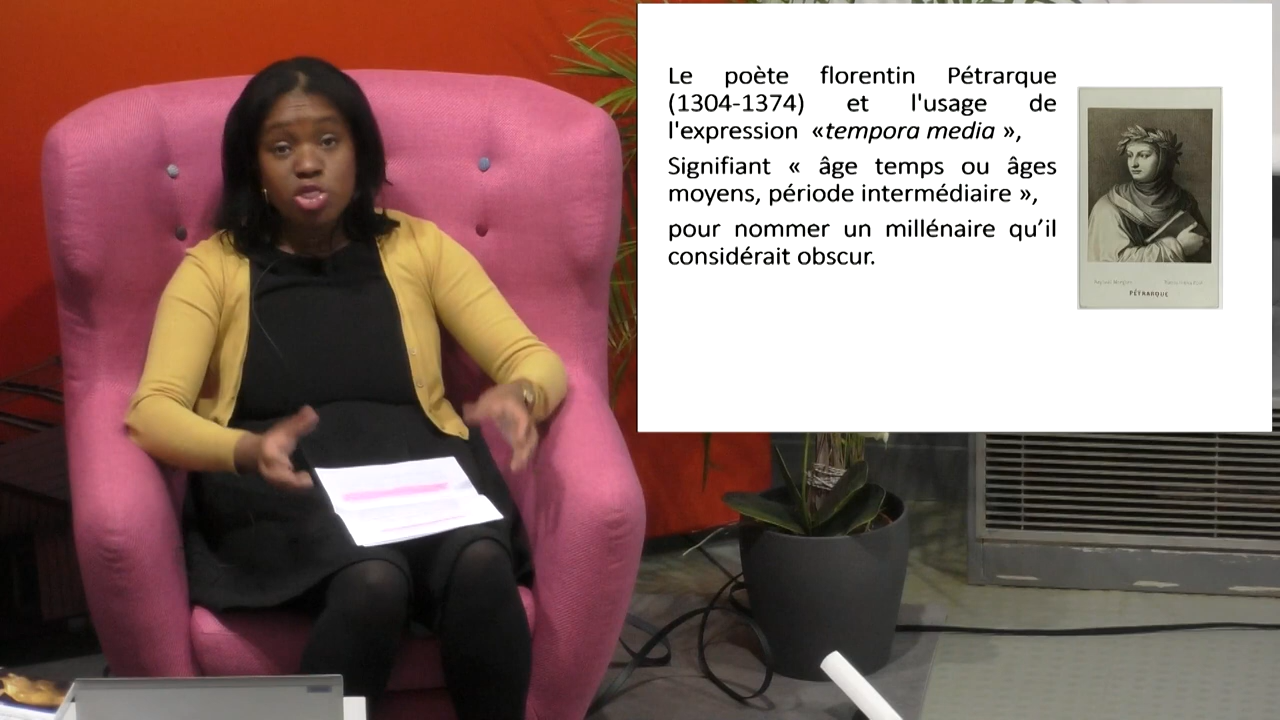 Le poète florentin Pétrarque
(1304-1374) et l'usage de
l'expression «tempora media »,
Signifiant « âge temps ou âges
moyens, période intermédiaire »,
pour nommer un millénaire qu’il
considérait obscur.
PÉTRARQUE